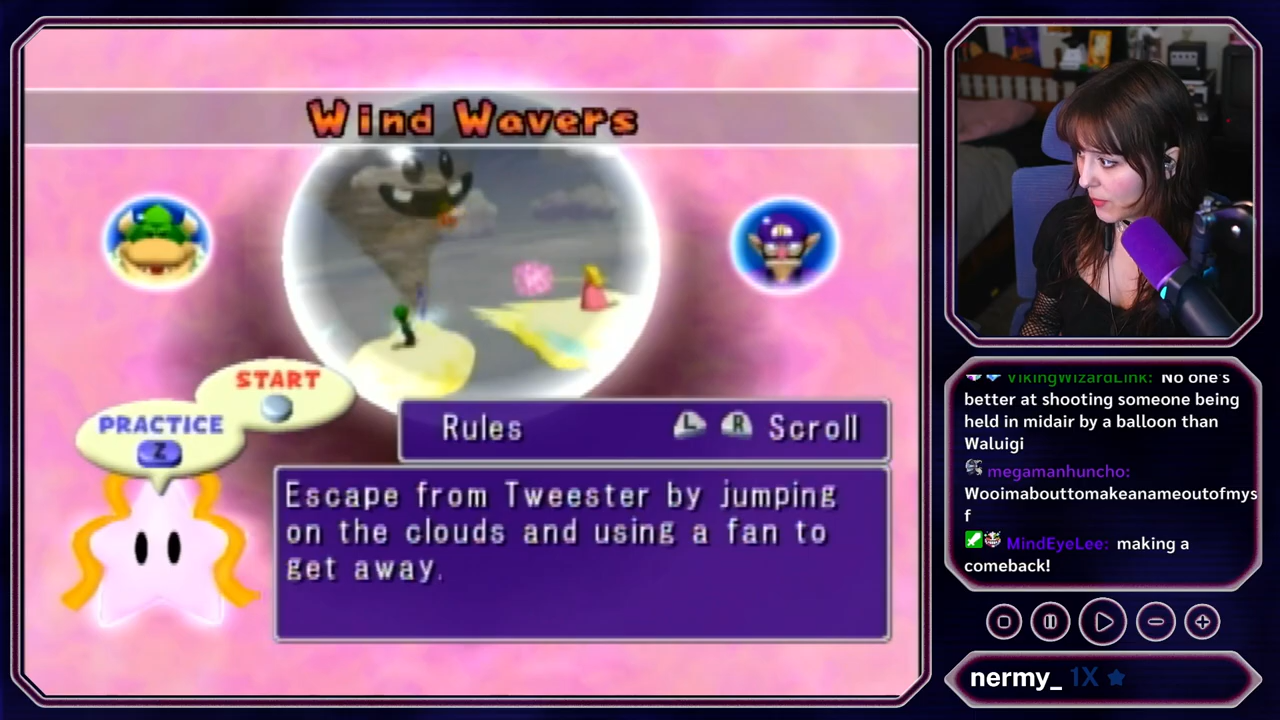 Wind Wavers
START
PRACTICE
Z
Rules
L R Scroll
Escape from Tweester by jumping
on the clouds and using a fan to
get away.
VikingWizardLink: No one's
better at shooting someone being
held in midair by a balloon than
Waluigi
megamanhuncho:
Wooimabouttomakeanameoutofmys
f
MindEyeLee: making a
comeback!
nermy_ 1X